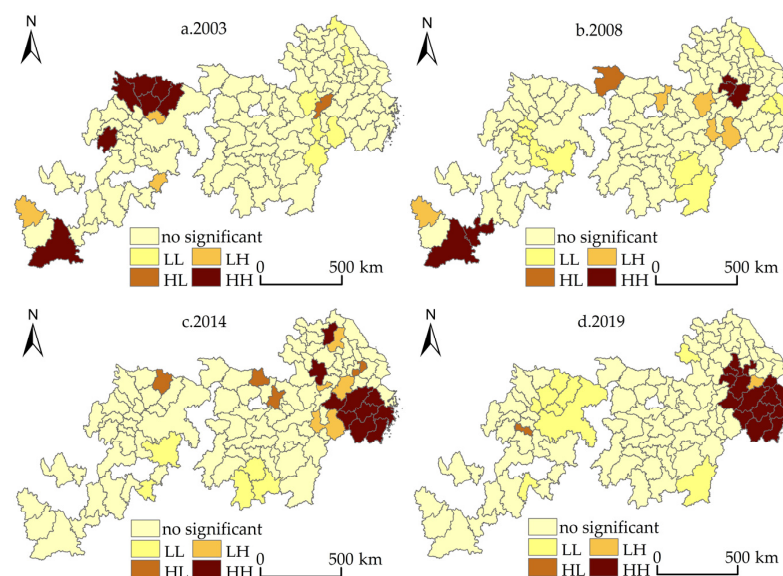 N
a.2003
no significant
LL LH
HL HH
0 500 km
N
b.2008
no significant
LL LH
HL HH
0 500 km
N
c.2014
no significant
LL LH
HL HH
0 500 km
N
d.2019
no significant
LL LH
HL HH
0 500 km